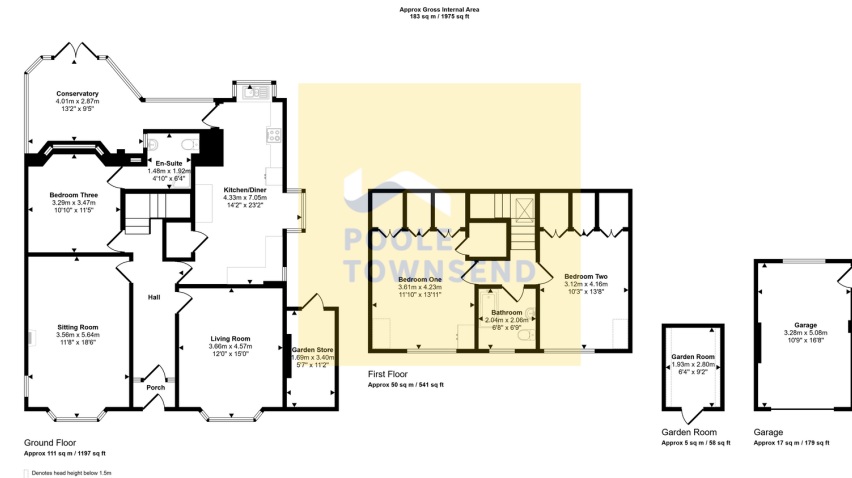 Approx Gross Internal Area
183 sq m / 1975 sq ft
Conservatory
4.01m x 2.87m
13'2" x 9'5"
En-Suite
1.48m x 1.92m
4'10" x 6'4"
Bedroom Three
3.29m x 3.47m
10'10" x 11'5"
Kitchen/Diner
4.33m x 7.05m
14'2" x 23'2"
Hall
Sitting Room
3.56m x 5.64m
11'8" x 18'6"
Living Room
3.66m x 4.57m
12'0" x 15'0"
Porch
Garden Store
1.69m x 3.40m
5'7" x 11'2"
Ground Floor
Approx 111 sq m / 1197 sq ft
Denotes head height below 1.5m
POOLE
TOWNSEND
Bedroom One
3.61m x 4.23m
11'10" x 13'11"
Bedroom Two
3.12m x 4.16m
10'3" x 13'8"
Bathroom
2.04m x 2.06m
6'8" x 6'9"
First Floor
Approx 50 sq m / 541 sq ft
Garden Room
1.93m x 2.80m
6'4" x 9'2"
Garden Room
Approx 5 sq m / 58 sq ft
Garage
3.28m x 5.08m
10'9" x 16'8"
Garage
Approx 17 sq m / 179 sq ft